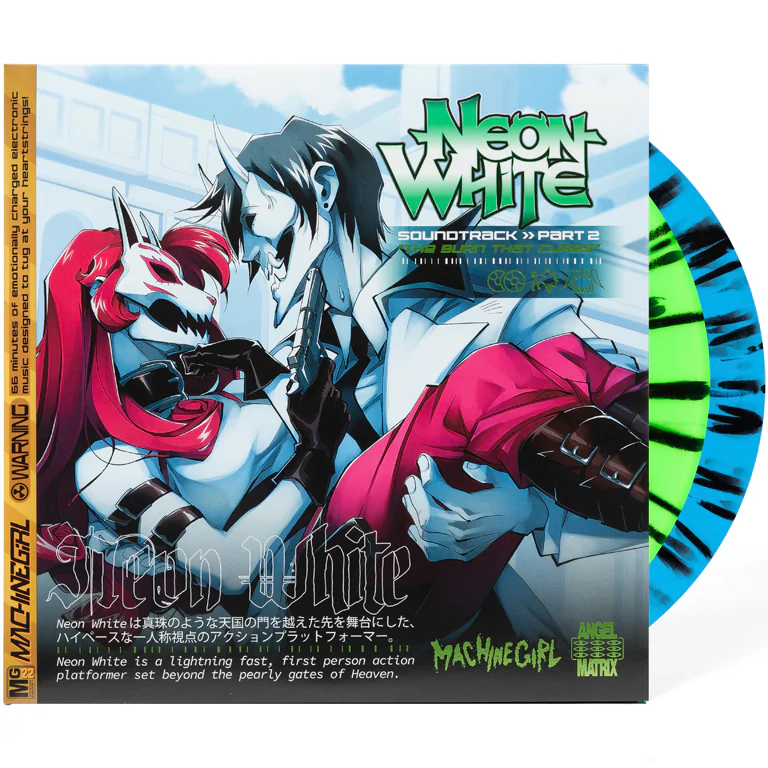 66 minutes of emotionally charged electronic
music designed to tug at your heartstrings!
WARNING
MACHINEGIRL
MG
22
NEON
WHITE
SOUNDTRACK >> PART 2
"THE BURN THAT CURES"
Neon White
Neon Whiteは真珠のような天国の門を越えた先を舞台にした、
ハイペースな一人称視点のアクションプラットフォーマー。
Neon White is a lightning fast, first person action
platformer set beyond the pearly gates of Heaven.
MACHINEGIRL
ANGEL
MATRIX